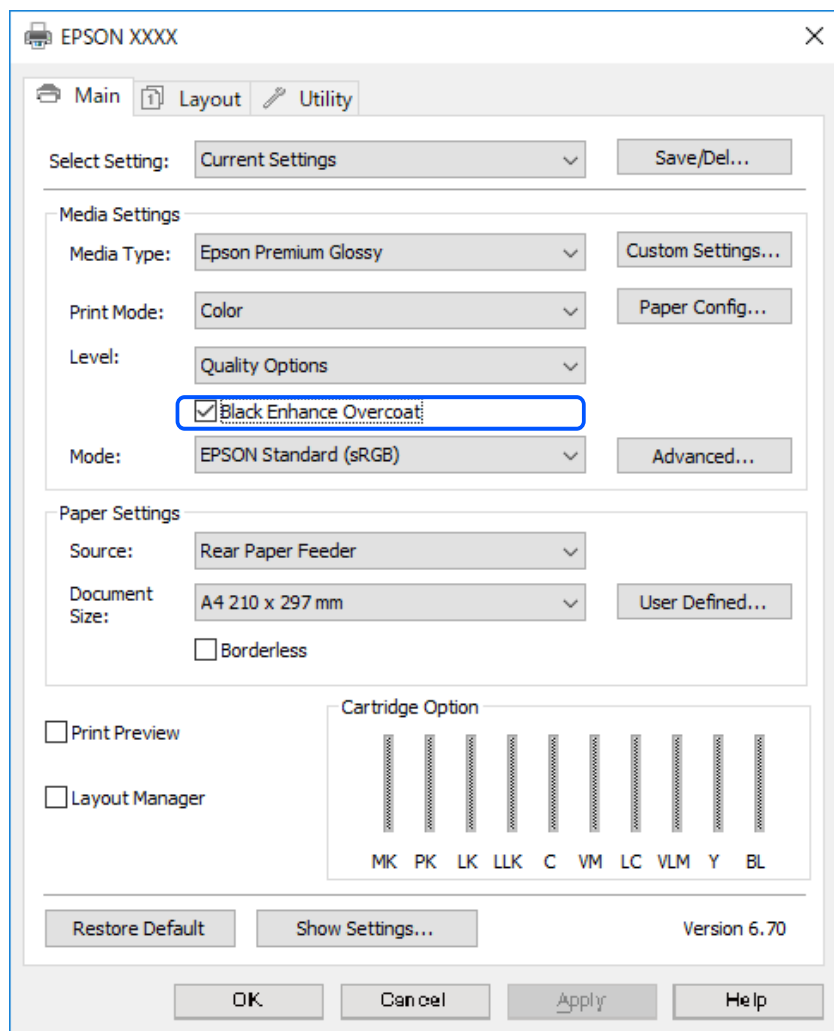 EPSON XXXX
Main
1
Layout
Utility
Select Setting:
Current Settings
Save/Del...
Media Settings
Media Type:
Epson Premium Glossy
Custom Settings...
Print Mode:
Color
Paper Config...
Level:
Quality Options
Black Enhance Overcoat
Mode:
EPSON Standard (sRGB)
Advanced...
Paper Settings
Source:
Rear Paper Feeder
Document
Size:
A4 210 x 297 mm
User Defined...
Borderless
Print Preview
Layout Manager
Cartridge Option
MK PK LK LLK C VM LC VLM Y BL
Restore Default
Show Settings...
Version 6.70
OK
Cancel
Apply
Help